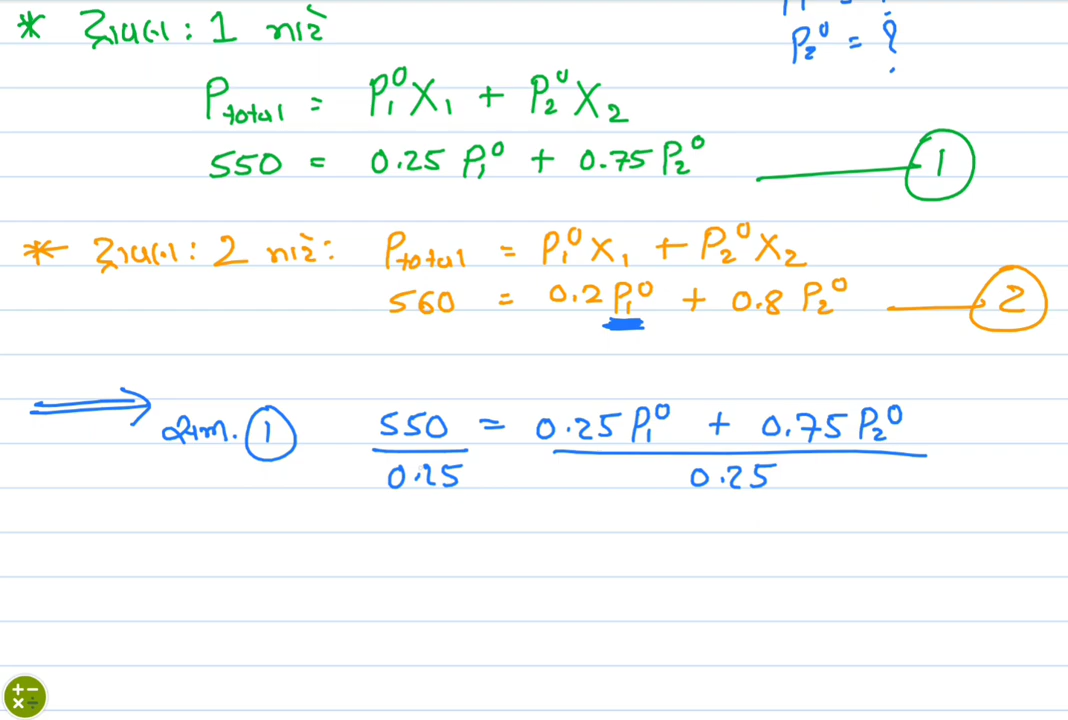 P₂⁰ = ?
* દ્રાવણ : 1 માટે
P_total = P₁⁰X₁ + P₂⁰X₂
550 = 0.25 P₁⁰ + 0.75 P₂⁰ ——— ①
* દ્રાવણ : 2 માટે : P_total = P₁⁰X₁ + P₂⁰X₂
560 = 0.2 P₁⁰ + 0.8 P₂⁰ ——— ②
⟹ સમી. ① 550/0.25 = (0.25 P₁⁰ + 0.75 P₂⁰)/0.25